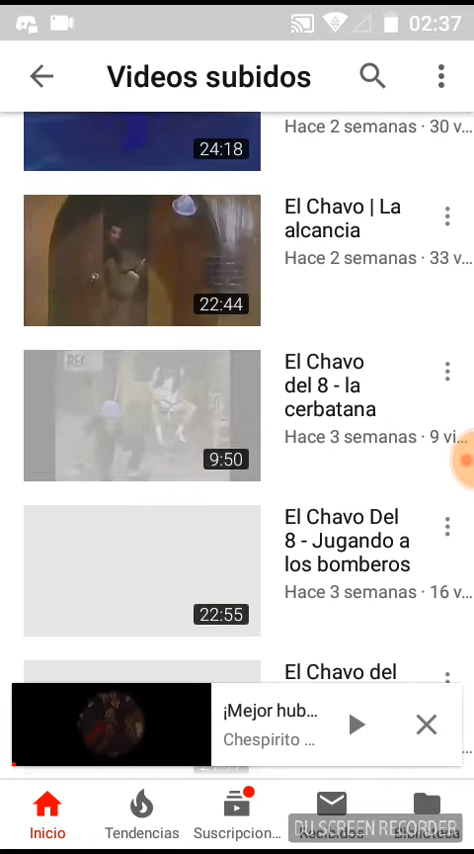 02:37
Videos subidos
24:18
Hace 2 semanas · 30 v...
22:44
El Chavo | La
alcancia
Hace 2 semanas · 33 v...
REC
9:50
El Chavo
del 8 - la
cerbatana
Hace 3 semanas · 9 vi...
22:55
El Chavo Del
8 - Jugando a
los bomberos
Hace 3 semanas · 16 v...
El Chavo del
¡Mejor hub...
Chespirito ...
Inicio
Tendencias
Suscripcion...
Recibidos
Biblioteca
DU SCREEN RECORDER